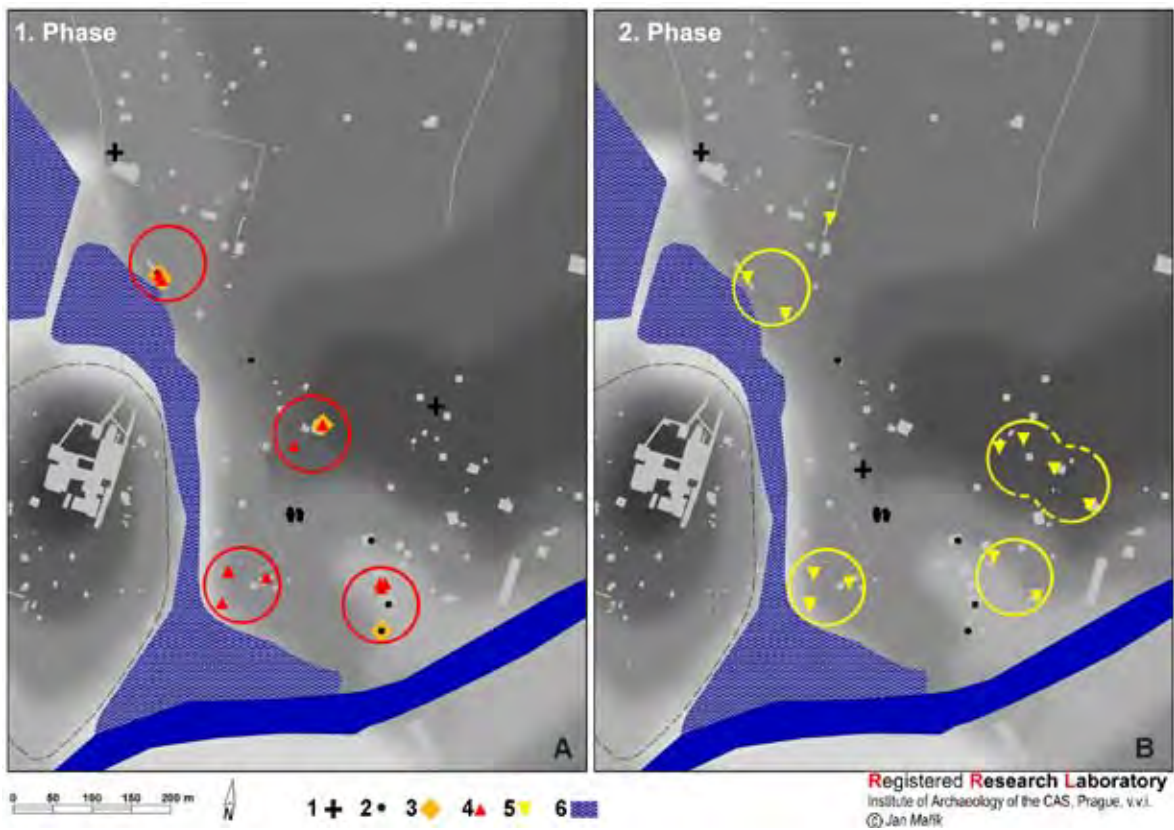 1. Phase
2. Phase
A
B
0 50 100 150 200 m
N
1 2 3 4 5 6
Registered Research Laboratory
Institute of Archaeology of the CAS, Prague, v.v.i.
© Jan Mařík